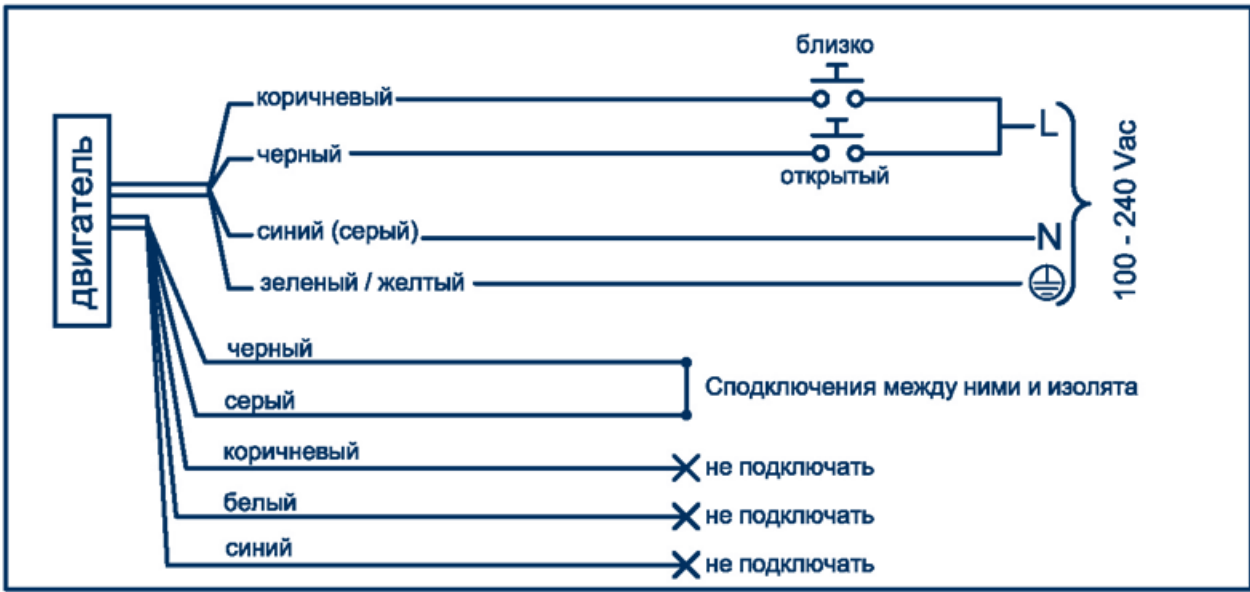 близко
коричневый
L
черный
открытый
двигатель
синий (серый)
N
зеленый / желтый
100 - 240 Vac
черный
Сподключения между ними и изолята
серый
коричневый
не подключать
белый
не подключать
синий
не подключать